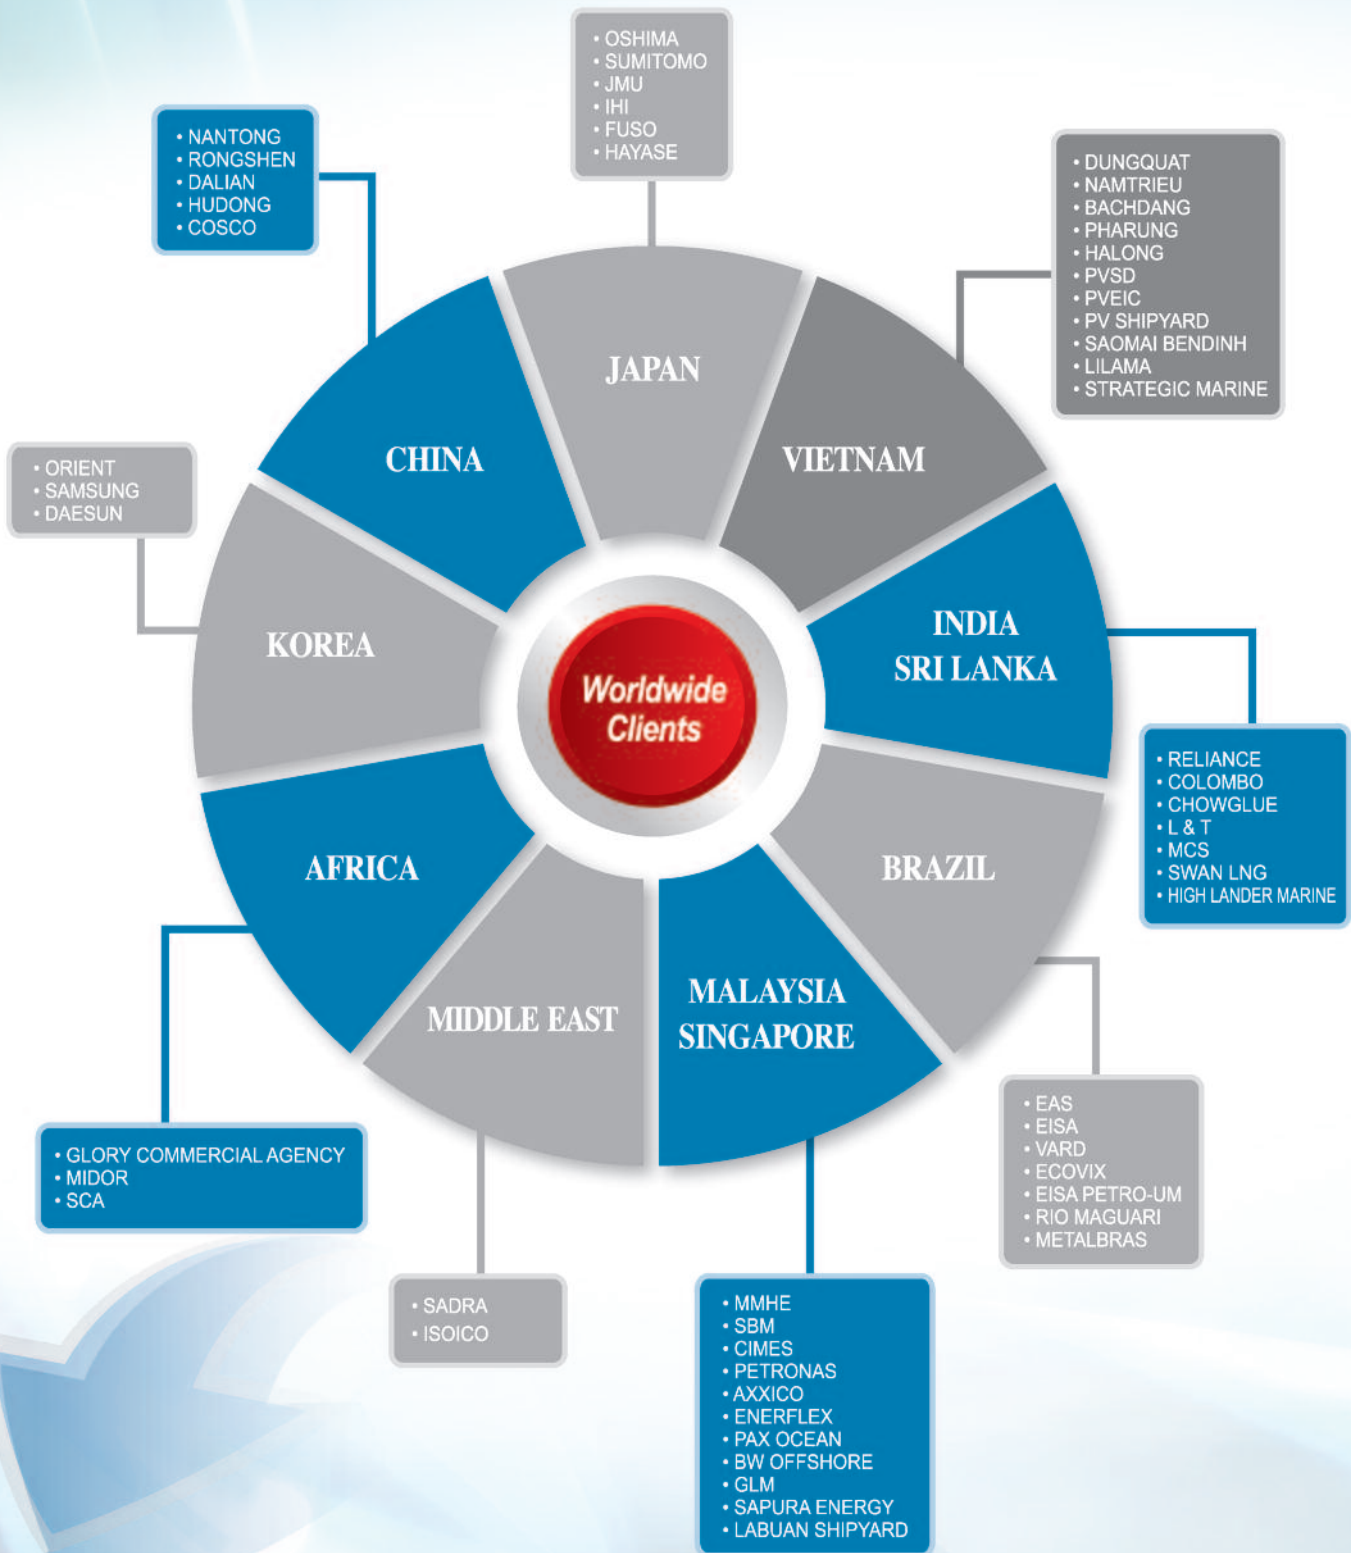 • OSHIMA
• SUMITOMO
• JMU
• IHI
• FUSO
• HAYASE
• NANTONG
• RONGSHEN
• DALIAN
• HUDONG
• COSCO
• DUNGQUAT
• NAMTRIEU
• BACHDANG
• PHARUNG
• HALONG
• PVSD
• PVEIC
• PV SHIPYARD
• SAOMAI BENDINH
• LILAMA
• STRATEGIC MARINE
JAPAN
CHINA
VIETNAM
• ORIENT
• SAMSUNG
• DAESUN
KOREA
INDIA
SRI LANKA
Worldwide
Clients
• RELIANCE
• COLOMBO
• CHOWGLUE
• L & T
• MCS
• SWAN LNG
• HIGH LANDER MARINE
AFRICA
BRAZIL
MIDDLE EAST
MALAYSIA
SINGAPORE
• GLORY COMMERCIAL AGENCY
• MIDOR
• SCA
• EAS
• EISA
• VARD
• ECOVIX
• EISA PETRO-UM
• RIO MAGUARI
• METALBRAS
• SADRA
• ISOICO
• MMHE
• SBM
• CIMES
• PETRONAS
• AXXICO
• ENERFLEX
• PAX OCEAN
• BW OFFSHORE
• GLM
• SAPURA ENERGY
• LABUAN SHIPYARD